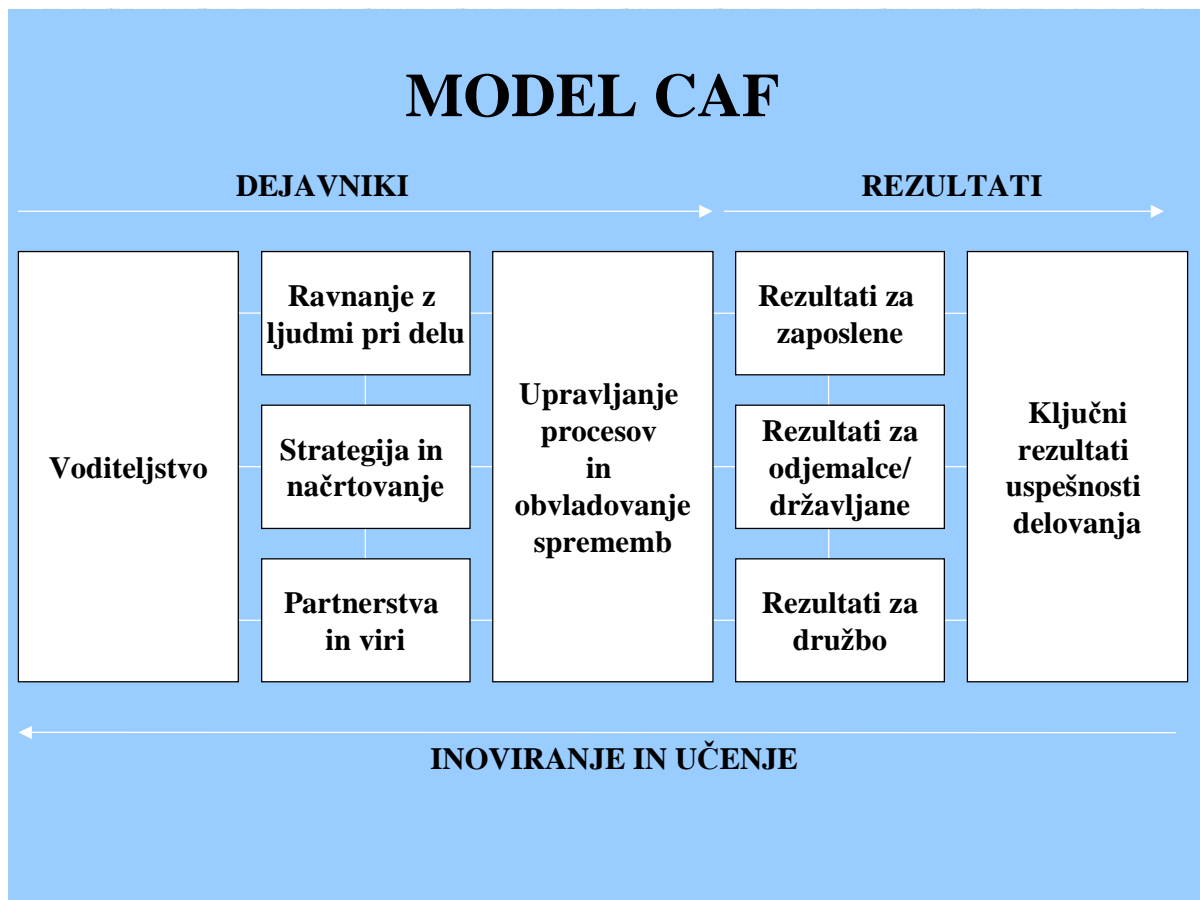 MODEL CAF
DEJAVNIKI
REZULTATI
Voditeljstvo
Ravnanje z
ljudmi pri delu
Strategija in
načrtovanje
Partnerstva
in viri
Upravljanje
procesov
in
obvladovanje
sprememb
Rezultati za
zaposlene
Rezultati za
odjemalce/
državljane
Rezultati za
družbo
Ključni
rezultati
uspešnosti
delovanja
INOVIRANJE IN UČENJE